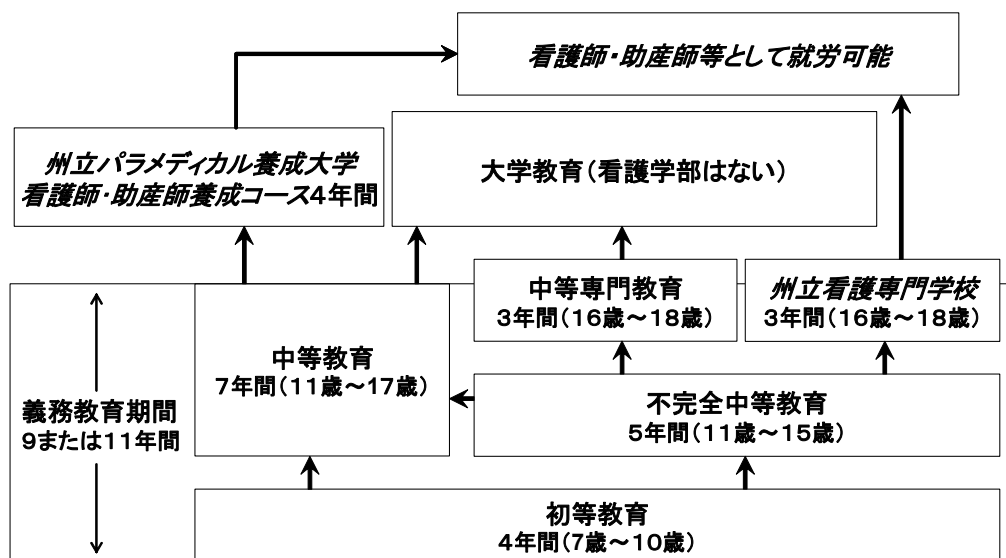 看護師・助産師等として就労可能
州立パラメディカル養成大学
看護師・助産師養成コース4年間
大学教育（看護学部はない）
中等専門教育
3年間（16歳～18歳）
州立看護専門学校
3年間（16歳～18歳）
中等教育
7年間（11歳～17歳）
不完全中等教育
5年間（11歳～15歳）
義務教育期間
9または11年間
初等教育
4年間（7歳～10歳）